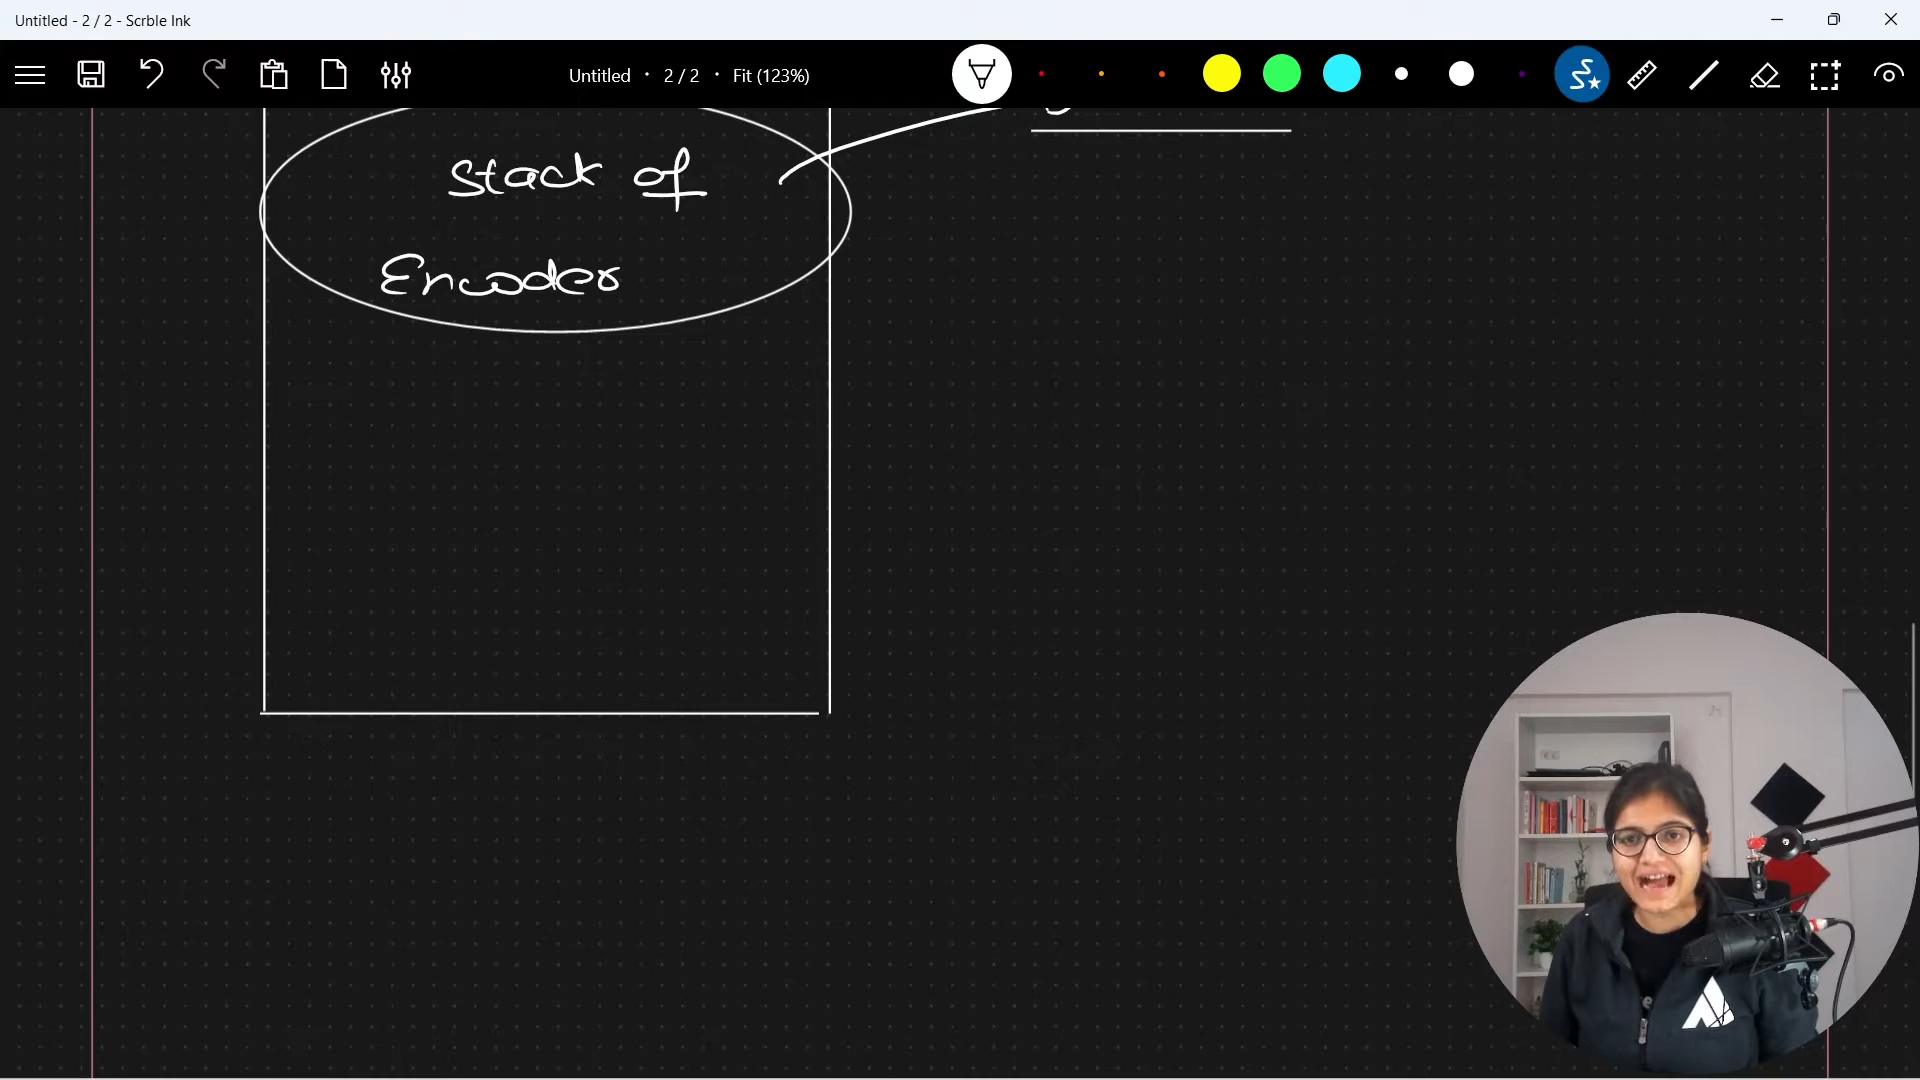 Untitled - 2 / 2 - Scrble Ink
Untitled • 2 / 2 • Fit (123%)
Stack of
Encoder